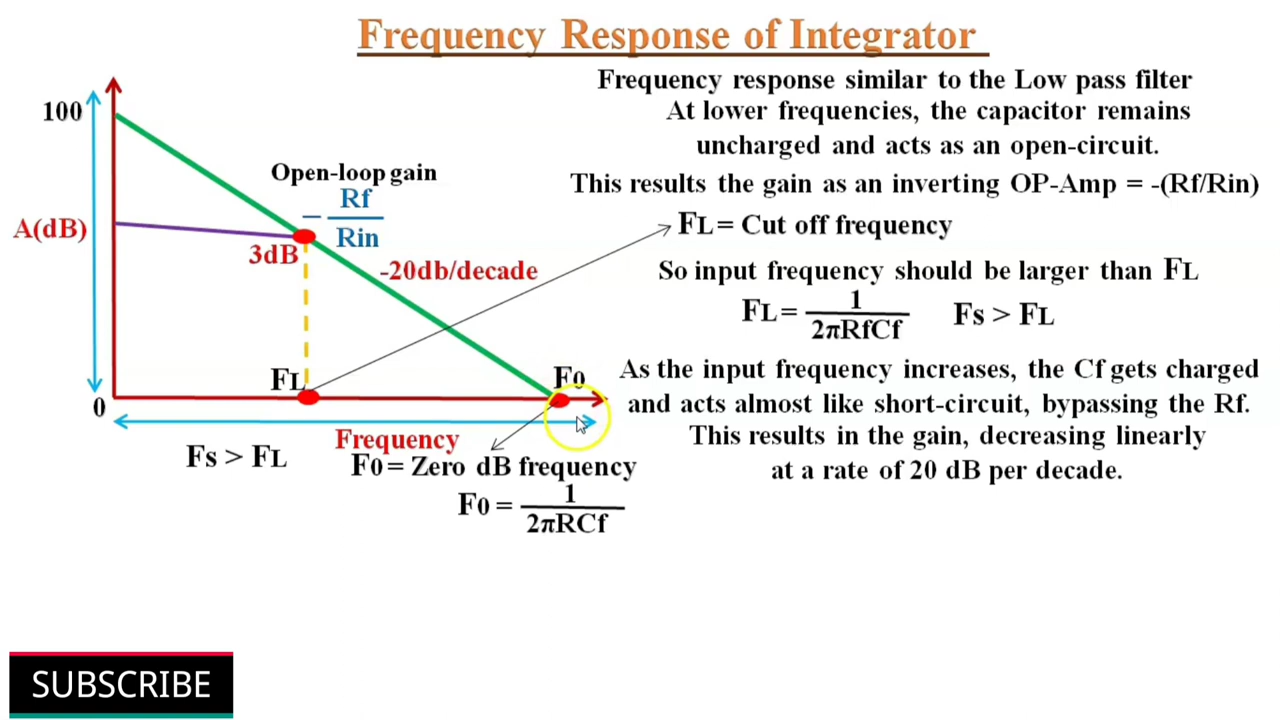 Frequency Response of Integrator
Frequency response similar to the Low pass filter
At lower frequencies, the capacitor remains
uncharged and acts as an open-circuit.
This results the gain as an inverting OP-Amp = -(Rf/Rin)
FL = Cut off frequency
So input frequency should be larger than FL
FL = 1
2πRfCf
Fs > FL
As the input frequency increases, the Cf gets charged
and acts almost like short-circuit, bypassing the Rf.
This results in the gain, decreasing linearly
at a rate of 20 dB per decade.
100
Open-loop gain
– Rf
Rin
A(dB)
3dB
-20db/decade
FL
F0
0
Frequency
Fs > FL
F0 = Zero dB frequency
F0 = 1
2πRCf
SUBSCRIBE